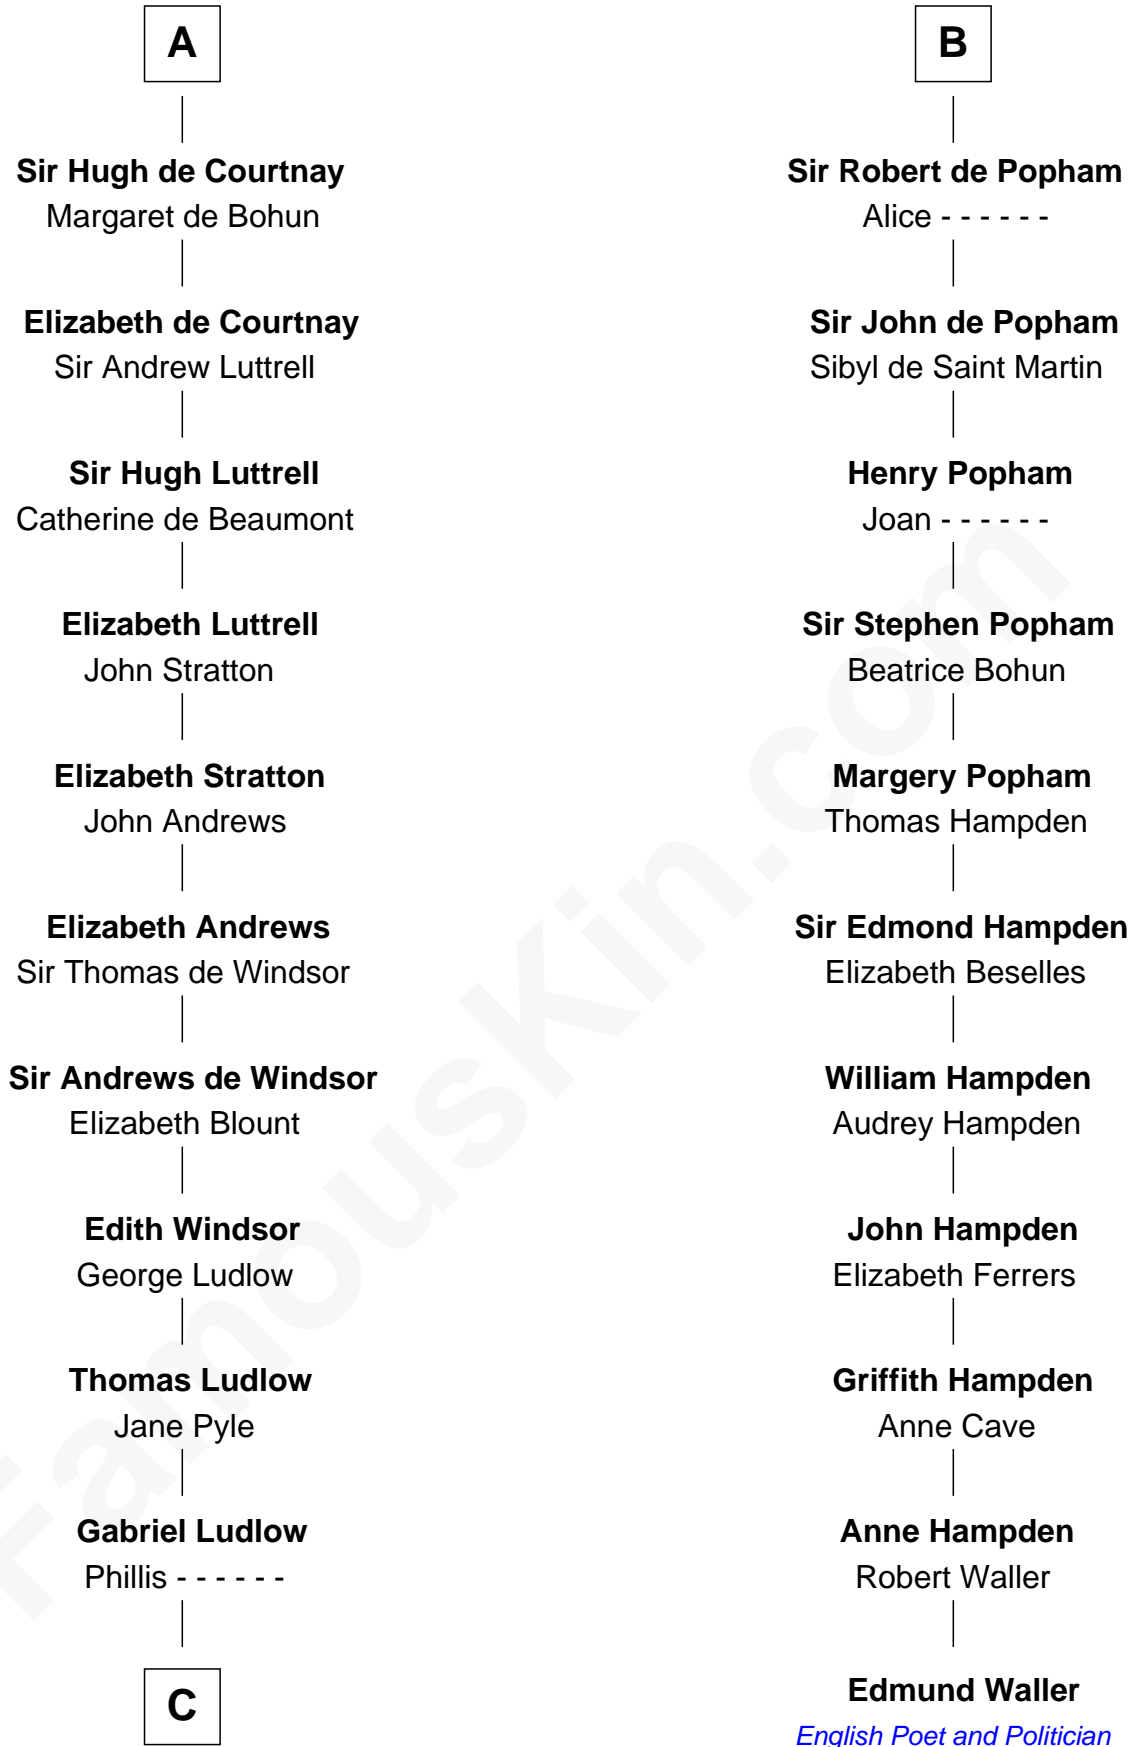 A
Sir Hugh de Courtnay
Margaret de Bohun
Elizabeth de Courtnay
Sir Andrew Luttrell
Sir Hugh Luttrell
Catherine de Beaumont
Elizabeth Luttrell
John Stratton
Elizabeth Stratton
John Andrews
Elizabeth Andrews
Sir Thomas de Windsor
Sir Andrews de Windsor
Elizabeth Blount
Edith Windsor
George Ludlow
Thomas Ludlow
Jane Pyle
Gabriel Ludlow
Phillis - - - - - -
C
B
Sir Robert de Popham
Alice - - - - - -
Sir John de Popham
Sibyl de Saint Martin
Henry Popham
Joan - - - - - -
Sir Stephen Popham
Beatrice Bohun
Margery Popham
Thomas Hampden
Sir Edmond Hampden
Elizabeth Beselles
William Hampden
Audrey Hampden
John Hampden
Elizabeth Ferrers
Griffith Hampden
Anne Cave
Anne Hampden
Robert Waller
Edmund Waller
English Poet and Politician
FamousKin.com